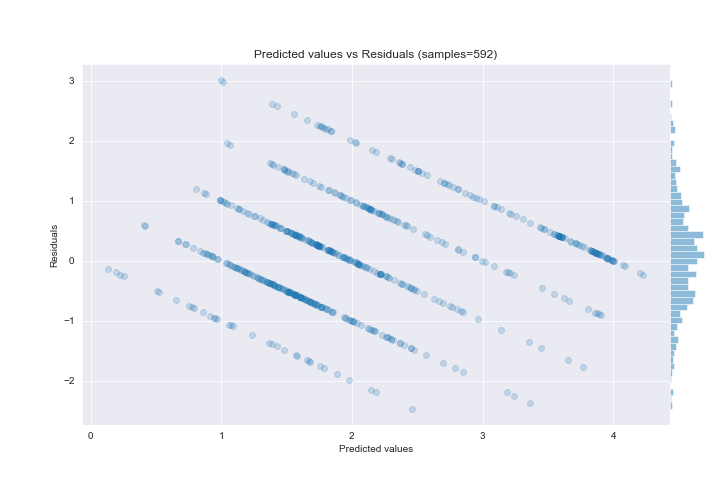 Predicted values vs Residuals (samples=592)
3
2
1
0
−1
−2
Residuals
0 1 2 3 4
Predicted values